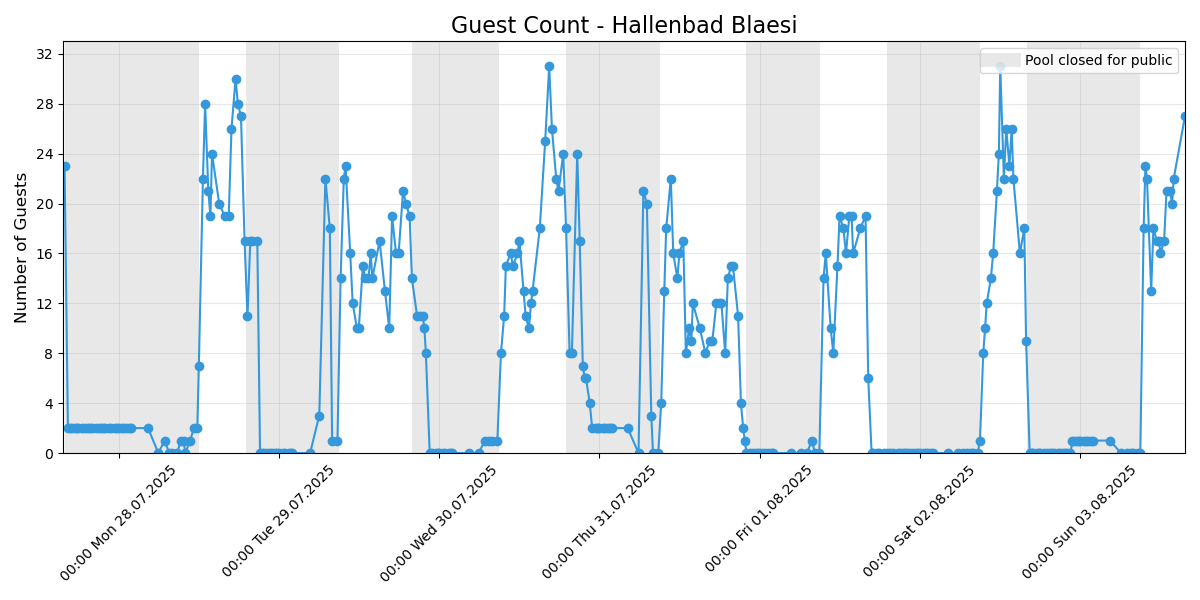 Guest Count - Hallenbad Blaesi
Pool closed for public
Number of Guests
32
28
24
20
16
12
8
4
0
00:00 Mon 28.07.2025
00:00 Tue 29.07.2025
00:00 Wed 30.07.2025
00:00 Thu 31.07.2025
00:00 Fri 01.08.2025
00:00 Sat 02.08.2025
00:00 Sun 03.08.2025